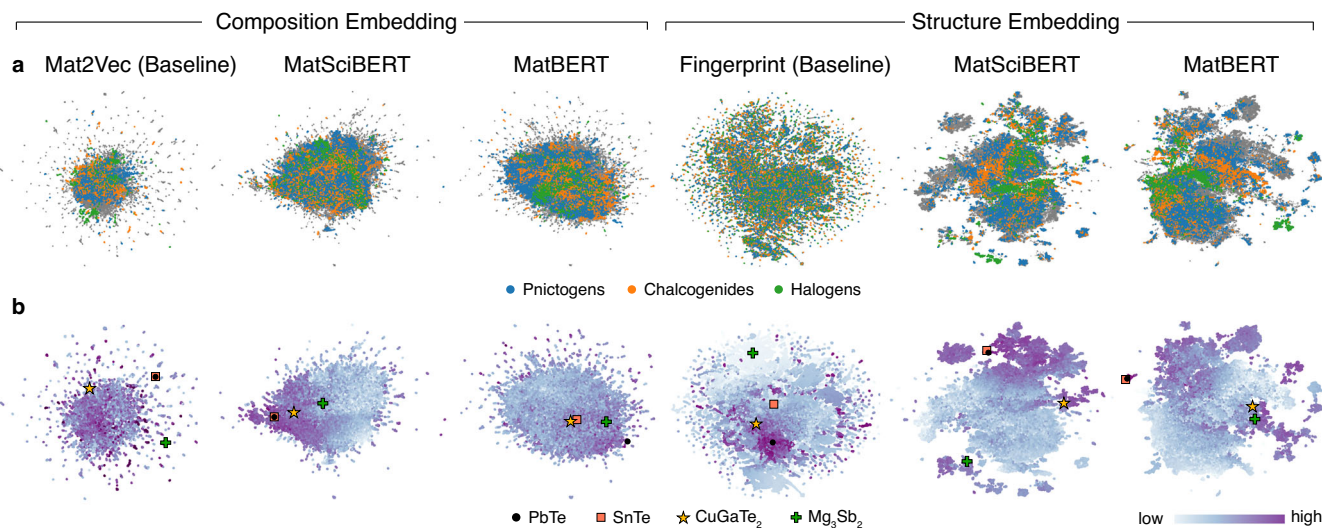 Composition Embedding Structure Embedding
a Mat2Vec (Baseline) MatSciBERT MatBERT Fingerprint (Baseline) MatSciBERT MatBERT
Pnictogens Chalcogenides Halogens
b
PbTe SnTe CuGaTe₂ Mg₃Sb₂ low high